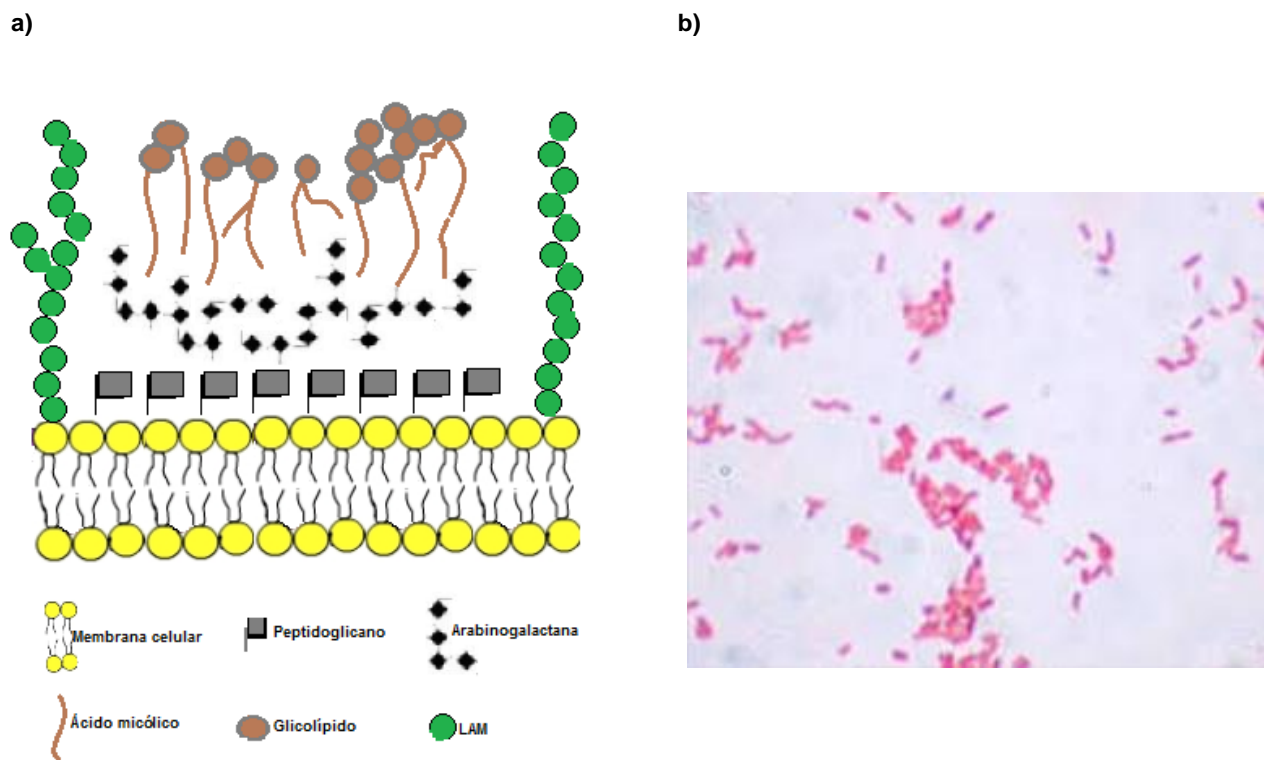 a)
b)
Membrana celular
Peptidoglicano
Arabinogalactana
Ácido micólico
Glicolípido
LAM